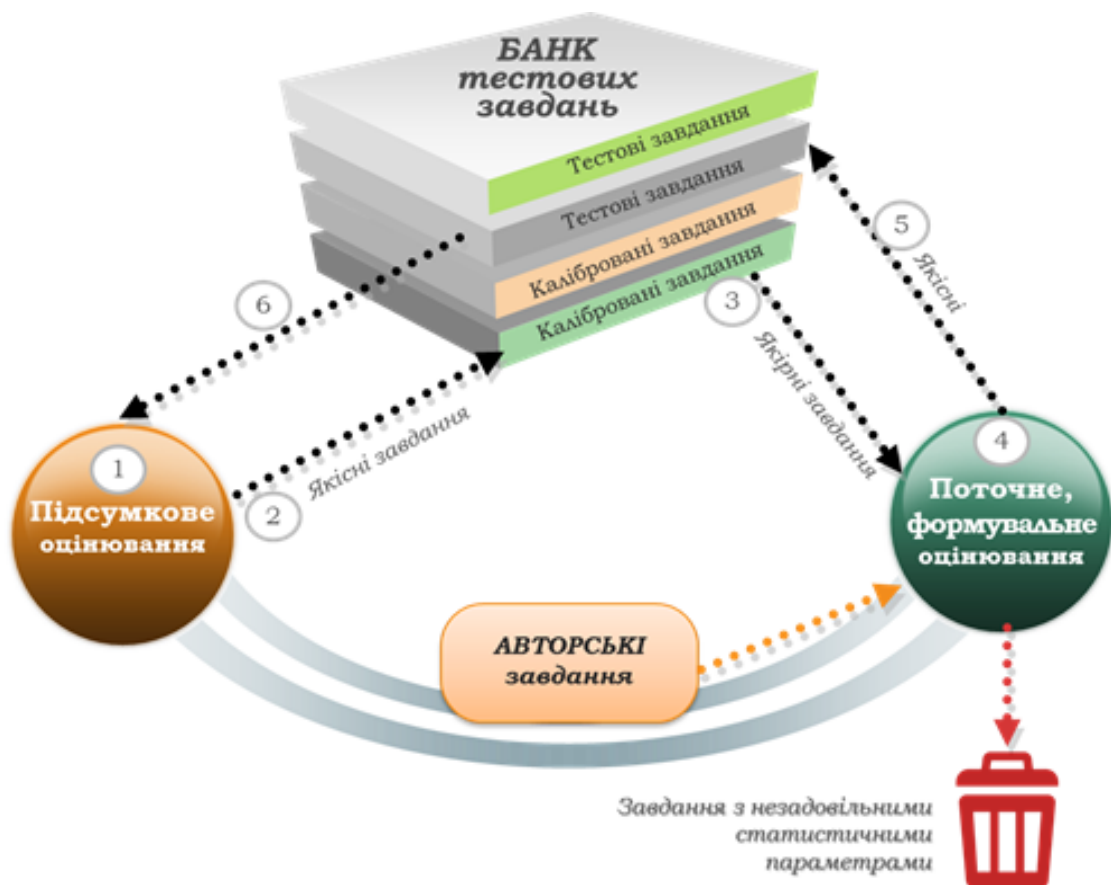 БАНК
тестових
завдань
Тестові завдання
Тестові завдання
Калібровані завдання
Калібровані завдання
6
5
Якісні
3
Якірні завдання
1
Підсумкове
оцінювання
2
Якісні завдання
4
Поточне,
формувальне
оцінювання
АВТОРСЬКІ
завдання
Завдання з незадовільними
статистичними
параметрами